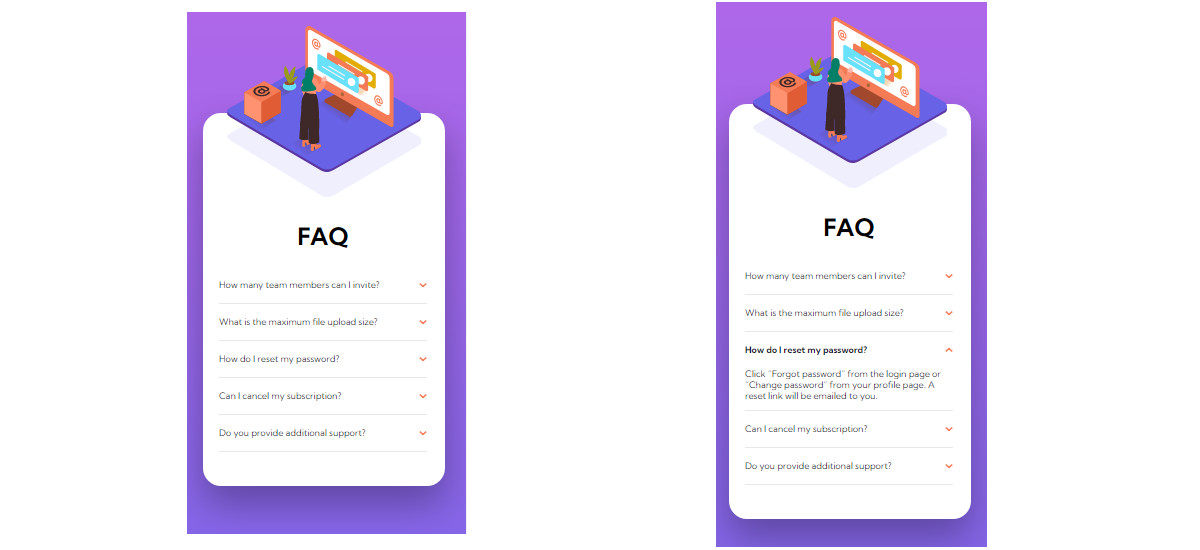 FAQ
How many team members can I invite?
What is the maximum file upload size?
How do I reset my password?
Can I cancel my subscription?
Do you provide additional support?
FAQ
How many team members can I invite?
What is the maximum file upload size?
How do I reset my password?
Click “Forgot password” from the login page or
“Change password” from your profile page. A
reset link will be emailed to you.
Can I cancel my subscription?
Do you provide additional support?